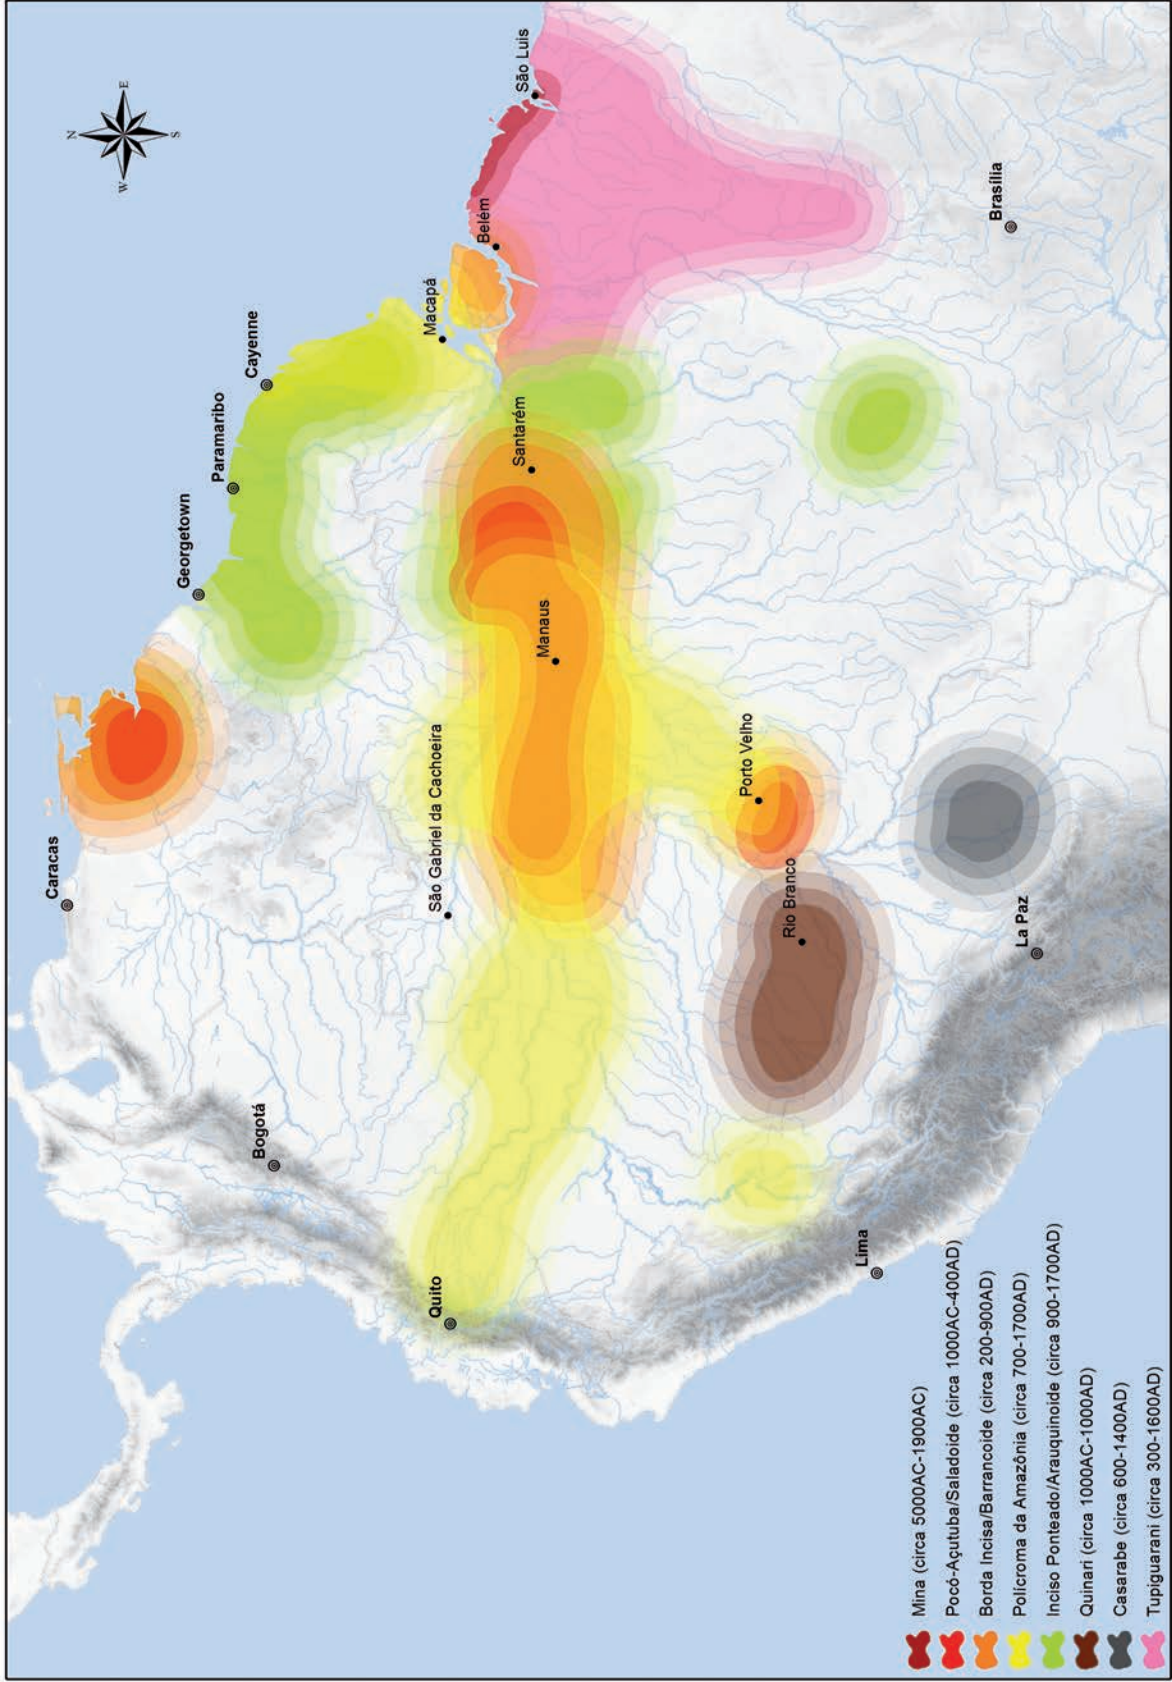 N
W
E
S
Caracas
Georgetown
Paramaribo
Cayenne
Macapá
Belém
São Luis
Bogotá
São Gabriel da Cachoeira
Manaus
Santarém
Quito
Porto Velho
Rio Branco
Lima
La Paz
Brasília
Mina (circa 5000AC-1900AC)
Pocó-Açutuba/Saladoide (circa 1000AC-400AD)
Borda Incisa/Barrancoide (circa 200-900AD)
Polícroma da Amazônia (circa 700-1700AD)
Inciso Ponteado/Arauquinoide (circa 900-1700AD)
Quinari (circa 1000AC-1000AD)
Casarabe (circa 600-1400AD)
Tupiguarani (circa 300-1600AD)